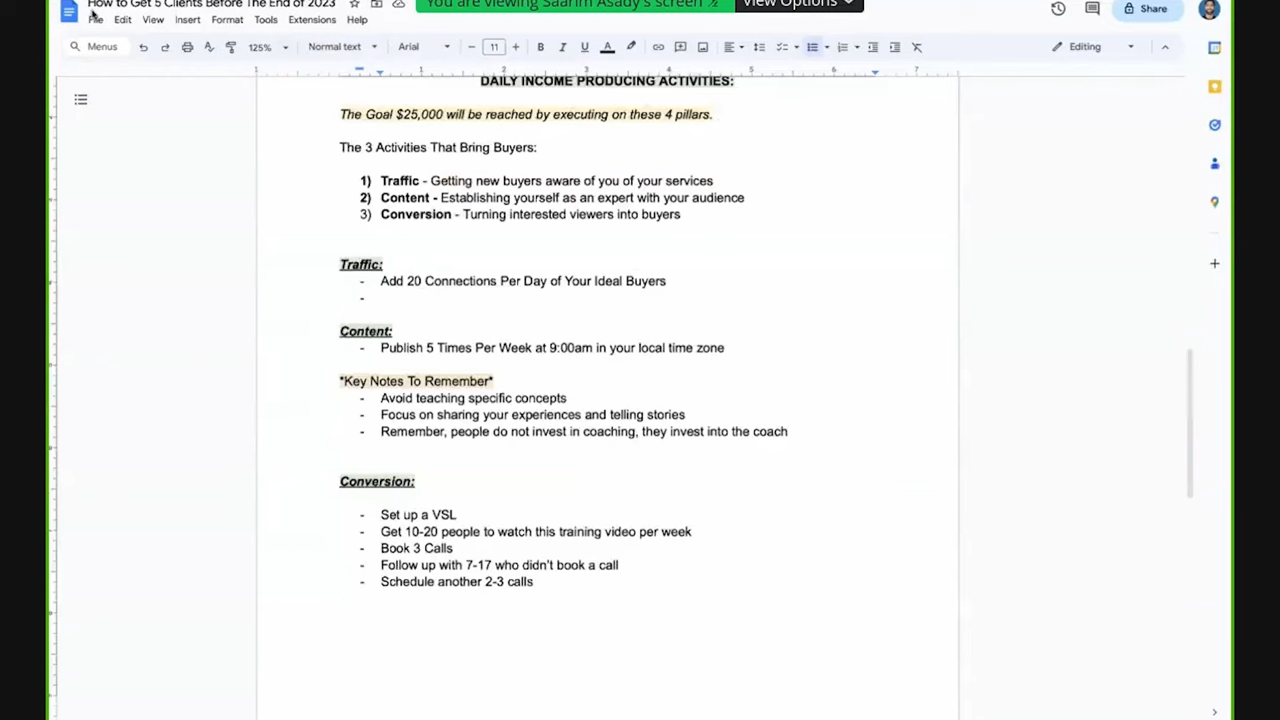 How to Get 5 Clients Before The End of 2023
You are viewing Saarim Asady's screen
View Options
File Edit View Insert Format Tools Extensions Help
Share
Menus
125%
Normal text
Arial
11
Editing
1 1 2 3 4 5 6 7
DAILY INCOME PRODUCING ACTIVITIES:
The Goal $25,000 will be reached by executing on these 4 pillars.
The 3 Activities That Bring Buyers:
1) Traffic - Getting new buyers aware of you of your services
2) Content - Establishing yourself as an expert with your audience
3) Conversion - Turning interested viewers into buyers
Traffic:
- Add 20 Connections Per Day of Your Ideal Buyers
-
Content:
- Publish 5 Times Per Week at 9:00am in your local time zone
*Key Notes To Remember*
- Avoid teaching specific concepts
- Focus on sharing your experiences and telling stories
- Remember, people do not invest in coaching, they invest into the coach
Conversion:
- Set up a VSL
- Get 10-20 people to watch this training video per week
- Book 3 Calls
- Follow up with 7-17 who didn't book a call
- Schedule another 2-3 calls